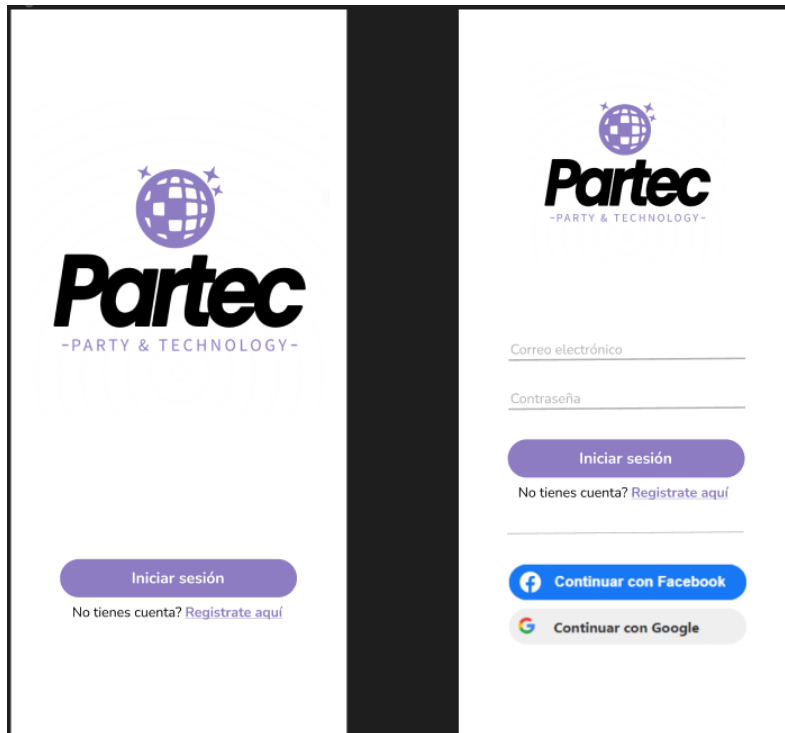 Partec
-PARTY & TECHNOLOGY-
Iniciar sesión
No tienes cuenta? Registrate aquí
Partec
-PARTY & TECHNOLOGY-
Correo electrónico
Contraseña
Iniciar sesión
No tienes cuenta? Registrate aquí
Continuar con Facebook
Continuar con Google